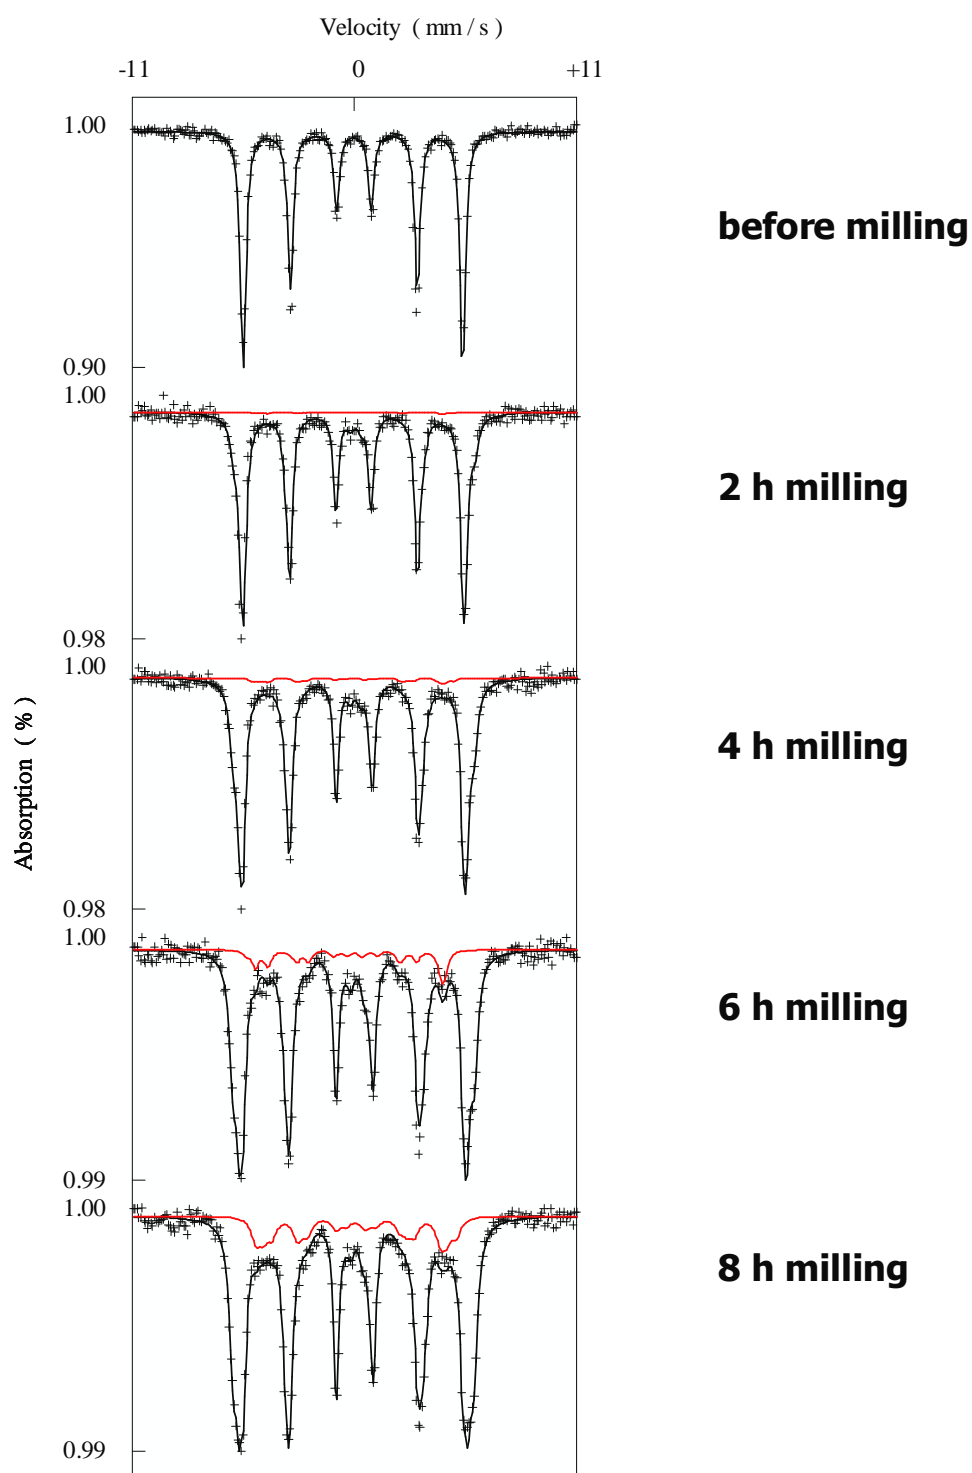 Velocity ( mm / s )
-11 0 +11
1.00
before milling
0.90
1.00
2 h milling
0.98
1.00
Absorption ( % )
4 h milling
0.98
1.00
6 h milling
0.99
1.00
8 h milling
0.99